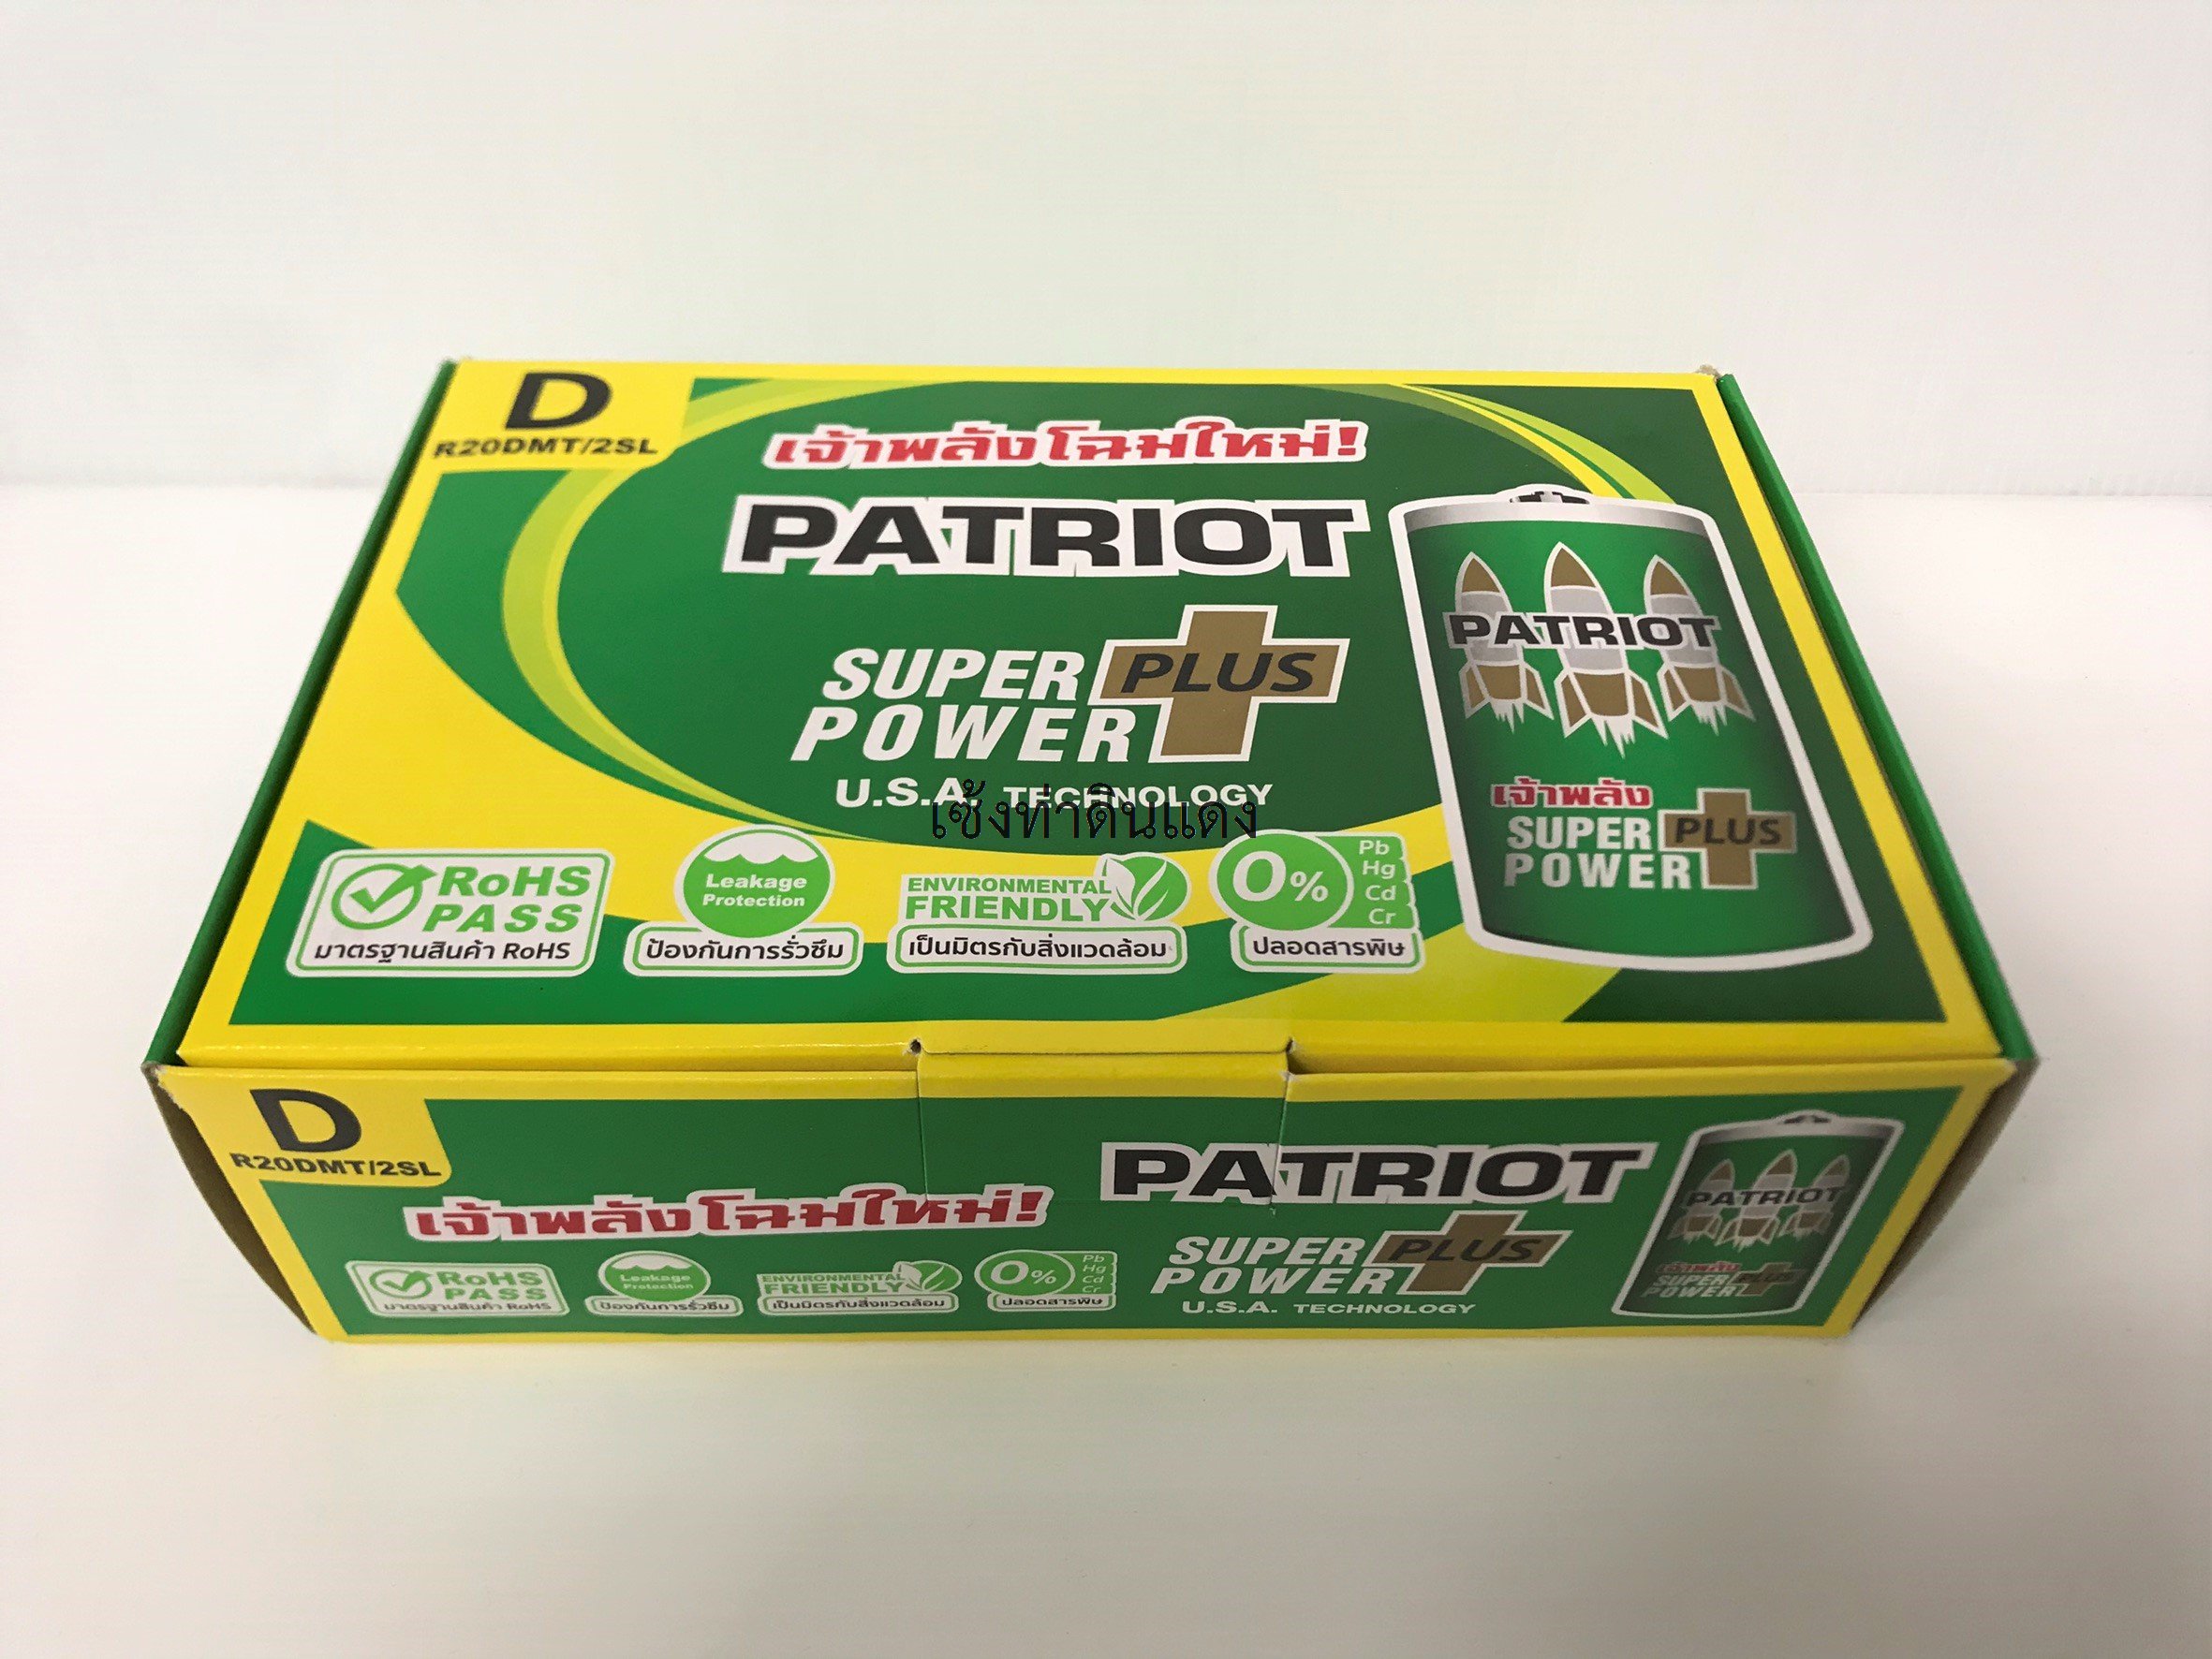 D
R20DMT/2SL
เจ้าพลังโฉมใหม่!
PATRIOT
SUPER PLUS
POWER
U.S.A. TECHNOLOGY
เซ้งท่าดินแดง
RoHS
PASS
มาตรฐานสินค้า RoHS
Leakage
Protection
ป้องกันการรั่วซึม
ENVIRONMENTAL
FRIENDLY
เป็นมิตรกับสิ่งแวดล้อม
0%
Pb
Hg
Cd
Cr
ปลอดสารพิษ
PATRIOT
เจ้าพลัง
SUPER PLUS
POWER
D
R20DMT/2SL
เจ้าพลังโฉมใหม่!
RoHS
PASS
มาตรฐานสินค้า RoHS
Leakage
Protection
ป้องกันการรั่วซึม
ENVIRONMENTAL
FRIENDLY
เป็นมิตรกับสิ่งแวดล้อม
0%
Pb
Hg
Cd
Cr
ปลอดสารพิษ
PATRIOT
SUPER PLUS
POWER
U.S.A. TECHNOLOGY
PATRIOT
เจ้าพลัง
SUPER PLUS
POWER